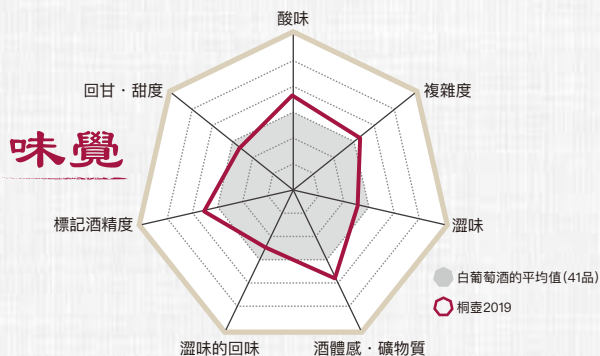 酸味
回甘・甜度
複雜度
味覺
標記酒精度
澀味
白葡萄酒的平均值(41品)
桐壺2019
澀味的回味
酒體感・礦物質